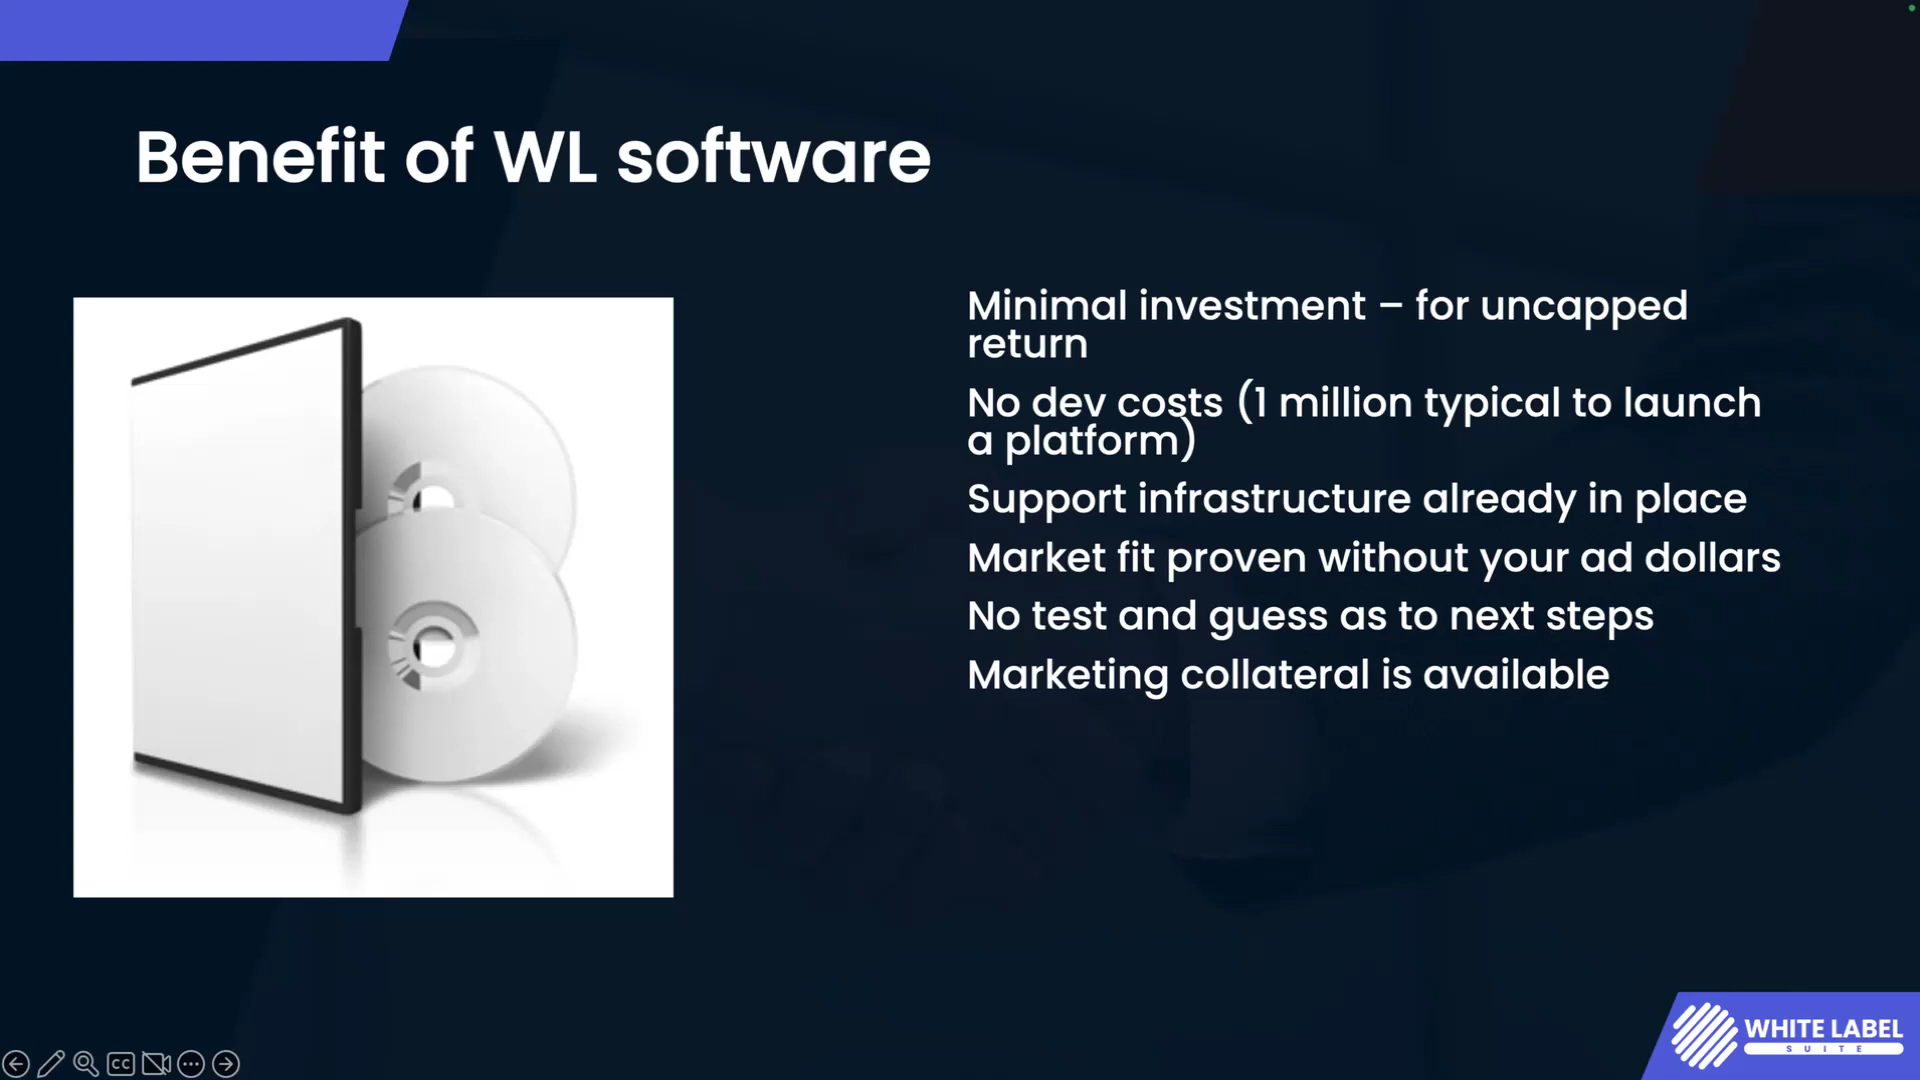 Benefit of WL software
Minimal investment – for uncapped
return
No dev costs (1 million typical to launch
a platform)
Support infrastructure already in place
Market fit proven without your ad dollars
No test and guess as to next steps
Marketing collateral is available
CC
WHITE LABEL
SUITE